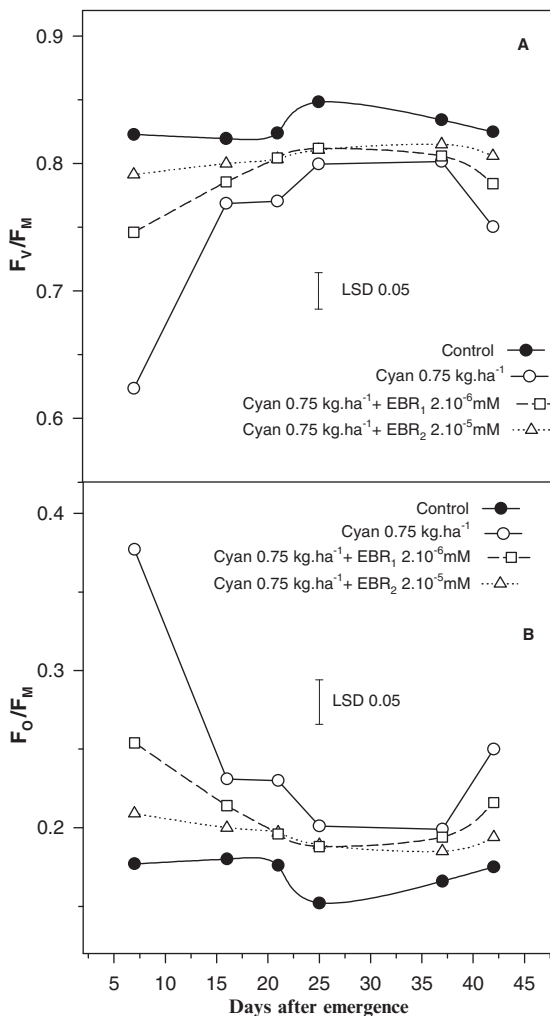 0.9
A
0.8
F_V/F_M
0.7
LSD 0.05
0.6
Control
Cyan 0.75 kg.ha⁻¹
Cyan 0.75 kg.ha⁻¹+ EBR₁ 2.10⁻⁶mM
Cyan 0.75 kg.ha⁻¹+ EBR₂ 2.10⁻⁵mM
Control
0.4
Cyan 0.75 kg.ha⁻¹
Cyan 0.75 kg.ha⁻¹+ EBR₁ 2.10⁻⁶mM
Cyan 0.75 kg.ha⁻¹+ EBR₂ 2.10⁻⁵mM
B
0.3
LSD 0.05
F_O/F_M
0.2
5 10 15 20 25 30 35 40 45
Days after emergence